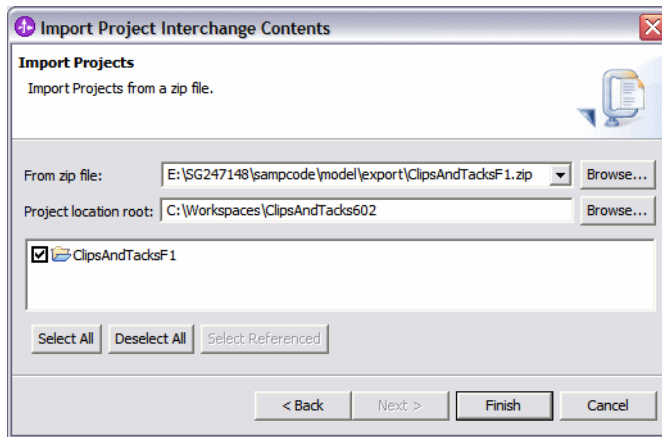 Import Project Interchange Contents
Import Projects
Import Projects from a zip file.
From zip file: E:\SG247148\sampcode\model\export\ClipsAndTacksF1.zip Browse...
Project location root: C:\Workspaces\ClipsAndTacks602 Browse...
ClipsAndTacksF1
Select All Deselect All Select Referenced
< Back Next > Finish Cancel